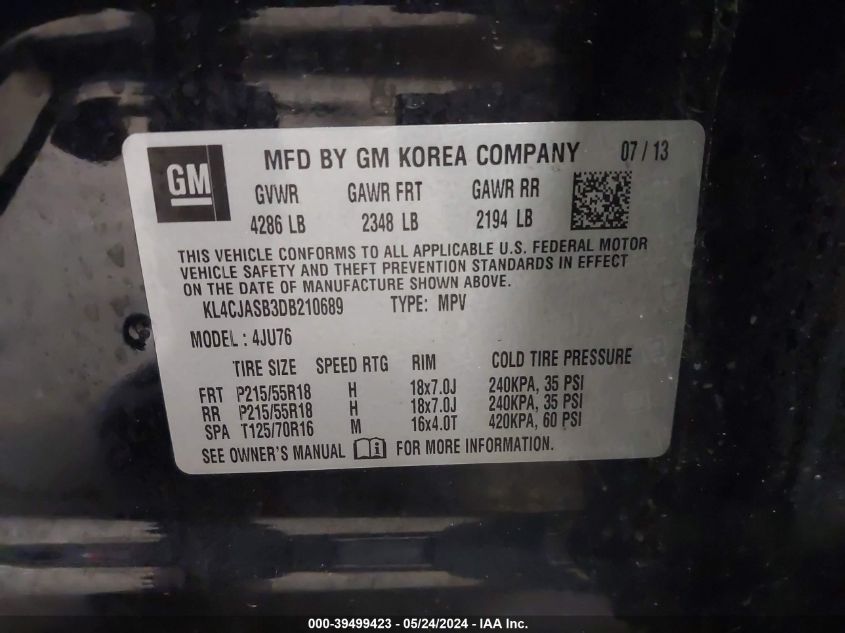 GM MFD BY GM KOREA COMPANY 07 / 13
GVWR GAWR FRT GAWR RR
4286 LB 2348 LB 2194 LB
THIS VEHICLE CONFORMS TO ALL APPLICABLE U.S. FEDERAL MOTOR
VEHICLE SAFETY AND THEFT PREVENTION STANDARDS IN EFFECT
ON THE DATE OF MANUFACTURE SHOWN ABOVE.
KL4CJASB3DB210689 TYPE: MPV
MODEL : 4JU76
TIRE SIZE SPEED RTG RIM COLD TIRE PRESSURE
FRT P215/55R18 H 18x7.0J 240KPA, 35 PSI
RR P215/55R18 H 18x7.0J 240KPA, 35 PSI
SPA T125/70R16 M 16x4.0T 420KPA, 60 PSI
SEE OWNER'S MANUAL FOR MORE INFORMATION.
000-39499423 - 05/24/2024 - IAA Inc.